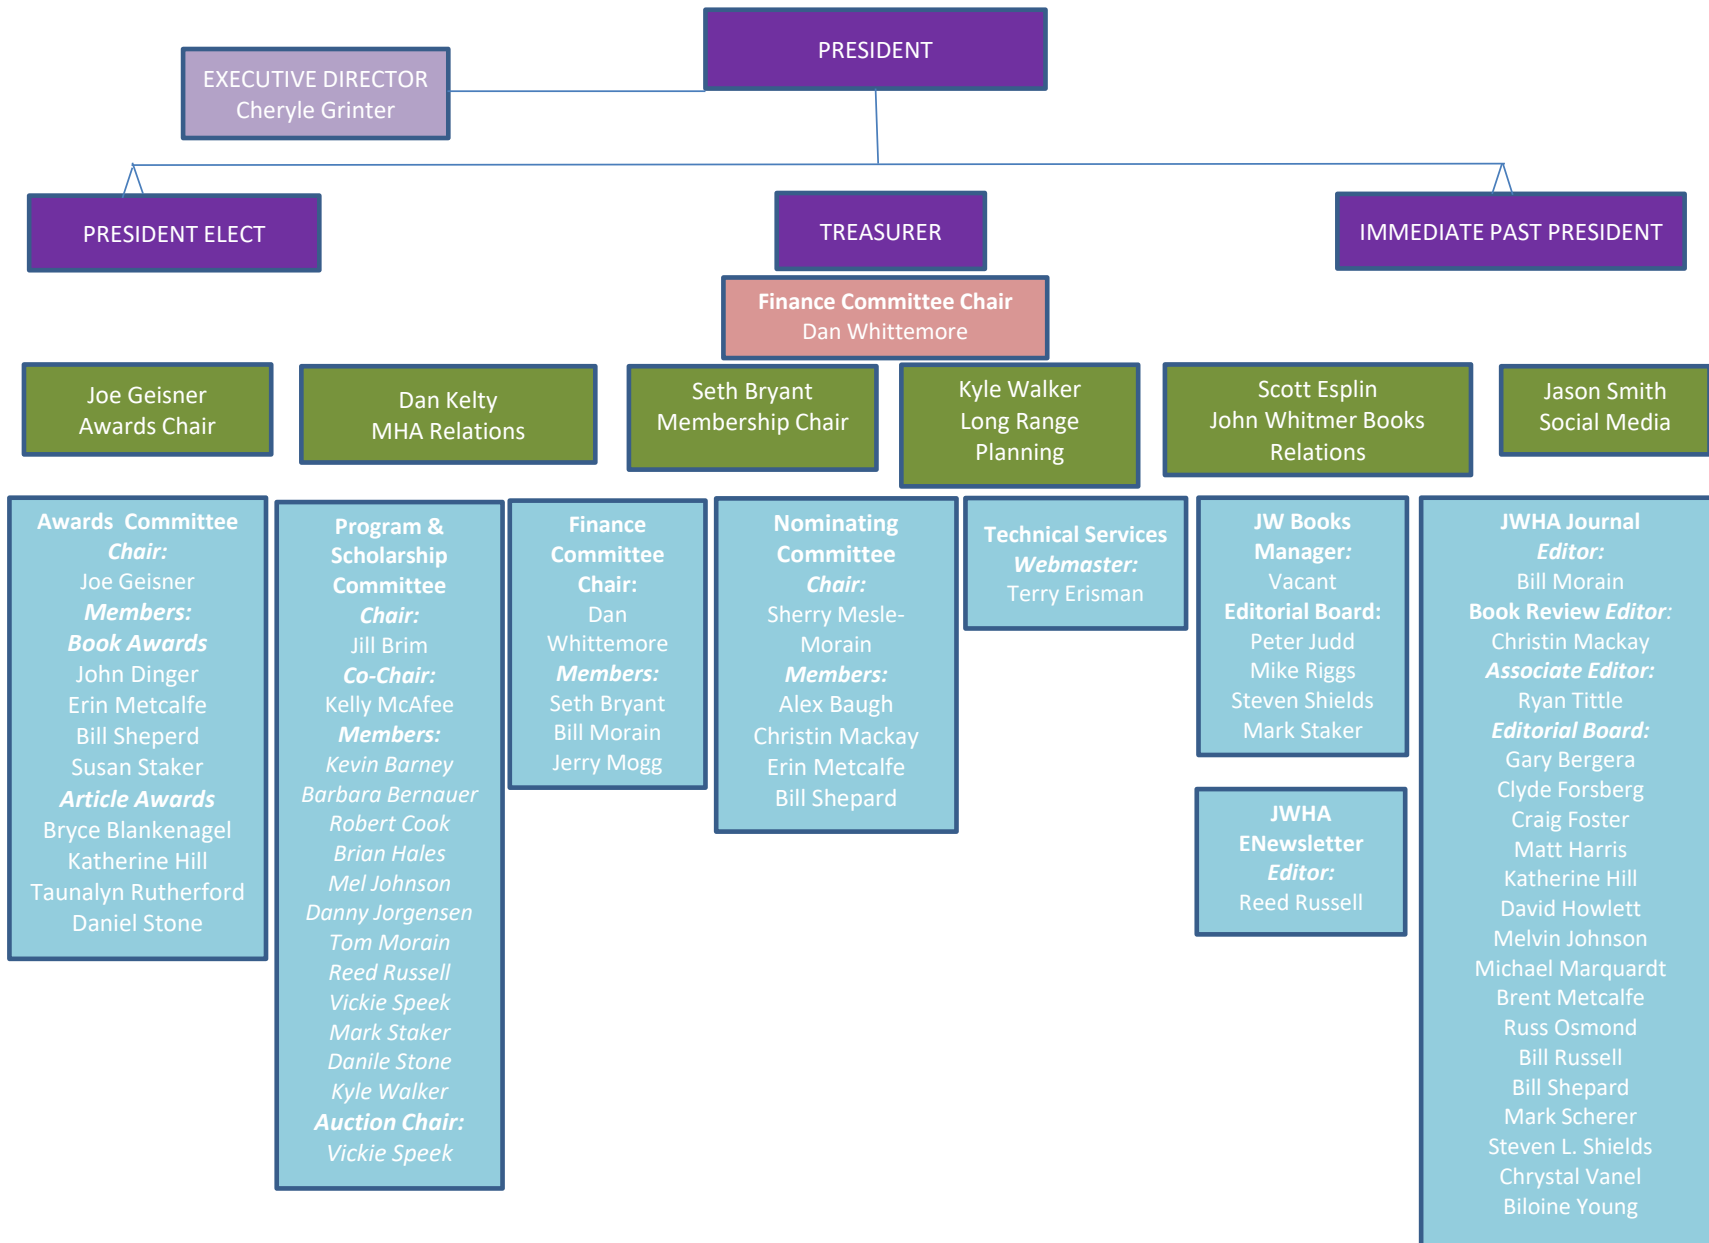 PRESIDENT
EXECUTIVE DIRECTOR
Cheryle Grinter
PRESIDENT ELECT
TREASURER
IMMEDIATE PAST PRESIDENT
Finance Committee Chair
Dan Whittemore
Joe Geisner
Awards Chair
Dan Kelty
MHA Relations
Seth Bryant
Membership Chair
Kyle Walker
Long Range
Planning
Scott Esplin
John Whitmer Books
Relations
Jason Smith
Social Media
Awards  Committee
Chair:
Joe Geisner
Members:
Book Awards
John Dinger
Erin Metcalfe
Bill Sheperd
Susan Staker
Article Awards
Bryce Blankenagel
Katherine Hill
Taunalyn Rutherford
Daniel Stone
Program &
Scholarship
Committee
Chair:
Jill Brim
Co-Chair:
Kelly McAfee
Members:
Kevin Barney
Barbara Bernauer
Robert Cook
Brian Hales
Mel Johnson
Danny Jorgensen
Tom Morain
Reed Russell
Vickie Speek
Mark Staker
Danile Stone
Kyle Walker
Auction Chair:
Vickie Speek
Finance
Committee
Chair:
Dan
Whittemore
Members:
Seth Bryant
Bill Morain
Jerry Mogg
Nominating
Committee
Chair:
Sherry Mesle-
Morain
Members:
Alex Baugh
Christin Mackay
Erin Metcalfe
Bill Shepard
Technical Services
Webmaster:
Terry Erisman
JW Books
Manager:
Vacant
Editorial Board:
Peter Judd
Mike Riggs
Steven Shields
Mark Staker
JWHA
ENewsletter
Editor:
Reed Russell
JWHA Journal
Editor:
Bill Morain
Book Review Editor:
Christin Mackay
Associate Editor:
Ryan Tittle
Editorial Board:
Gary Bergera
Clyde Forsberg
Craig Foster
Matt Harris
Katherine Hill
David Howlett
Melvin Johnson
Michael Marquardt
Brent Metcalfe
Russ Osmond
Bill Russell
Bill Shepard
Mark Scherer
Steven L. Shields
Chrystal Vanel
Biloine Young